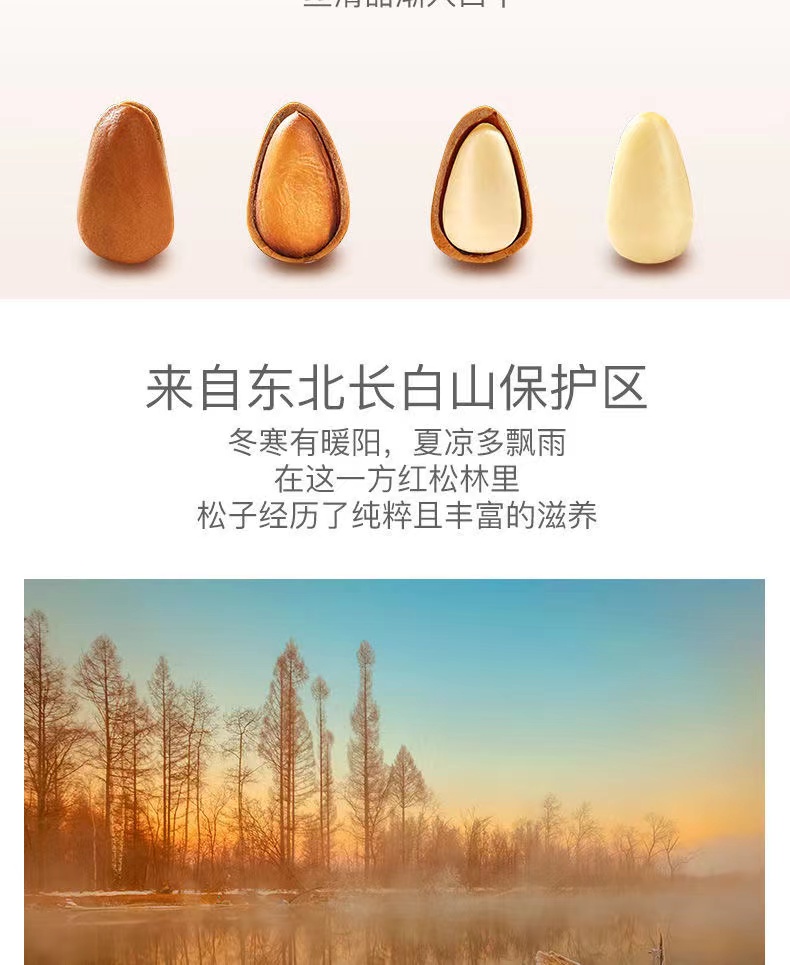 来自东北长白山保护区
冬寒有暖阳，夏凉多飘雨
在这一方红松林里
松子经历了纯粹且丰富的滋养